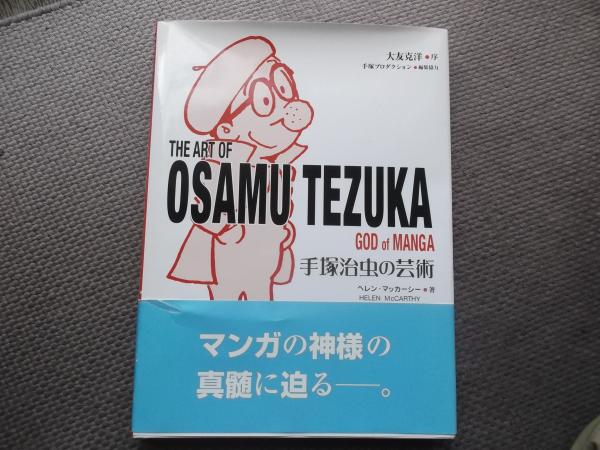 大友克洋●序
手塚プロダクション●編集協力
THE ART OF
OSAMU TEZUKA
GOD of MANGA
手塚治虫の芸術
ヘレン・マッカーシー●著
HELEN McCARTHY
マンガの神様の
真髄に迫る──。